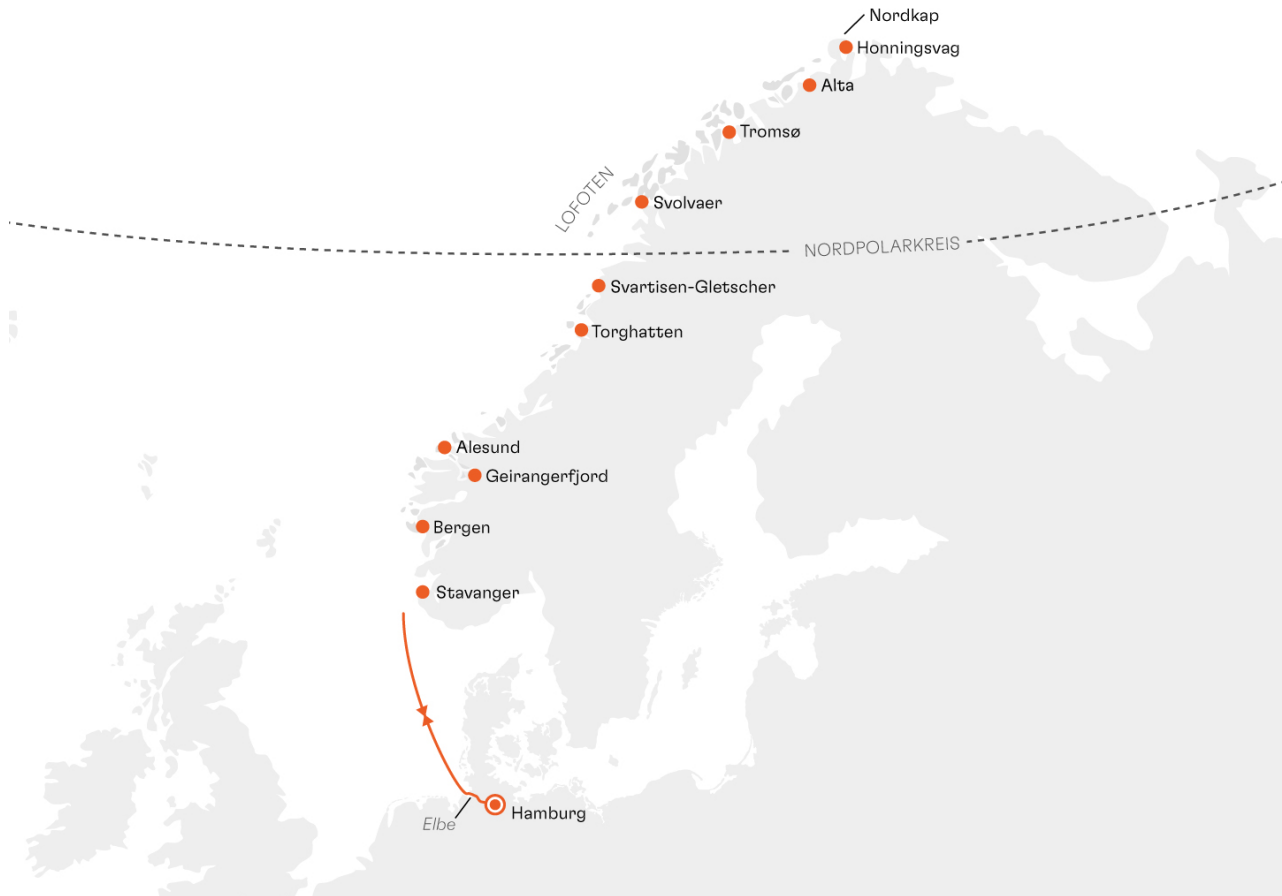 Nordkap
Honningsvag
Alta
Tromsø
LOFOTEN
Svolvaer
NORDPOLARKREIS
Svartisen-Gletscher
Torghatten
Alesund
Geirangerfjord
Bergen
Stavanger
Hamburg
Elbe